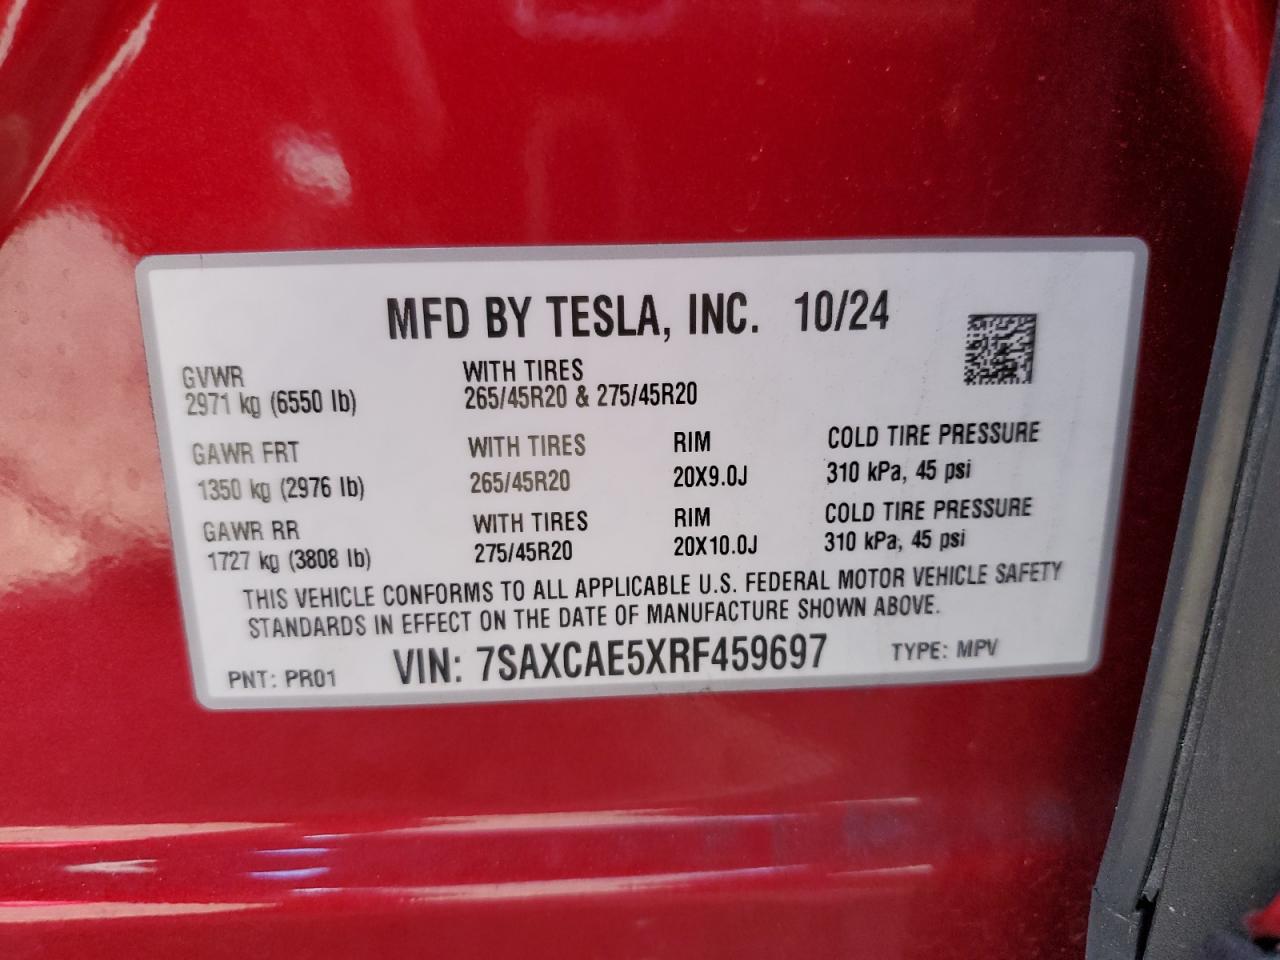 MFD BY TESLA, INC. 10/24
GVWR WITH TIRES
2971 kg (6550 lb) 265/45R20 & 275/45R20
GAWR FRT WITH TIRES RIM COLD TIRE PRESSURE
1350 kg (2976 lb) 265/45R20 20X9.0J 310 kPa, 45 psi
GAWR RR WITH TIRES RIM COLD TIRE PRESSURE
1727 kg (3808 lb) 275/45R20 20X10.0J 310 kPa, 45 psi
THIS VEHICLE CONFORMS TO ALL APPLICABLE U.S. FEDERAL MOTOR VEHICLE SAFETY
STANDARDS IN EFFECT ON THE DATE OF MANUFACTURE SHOWN ABOVE.
PNT: PR01 VIN: 7SAXCAE5XRF459697 TYPE: MPV